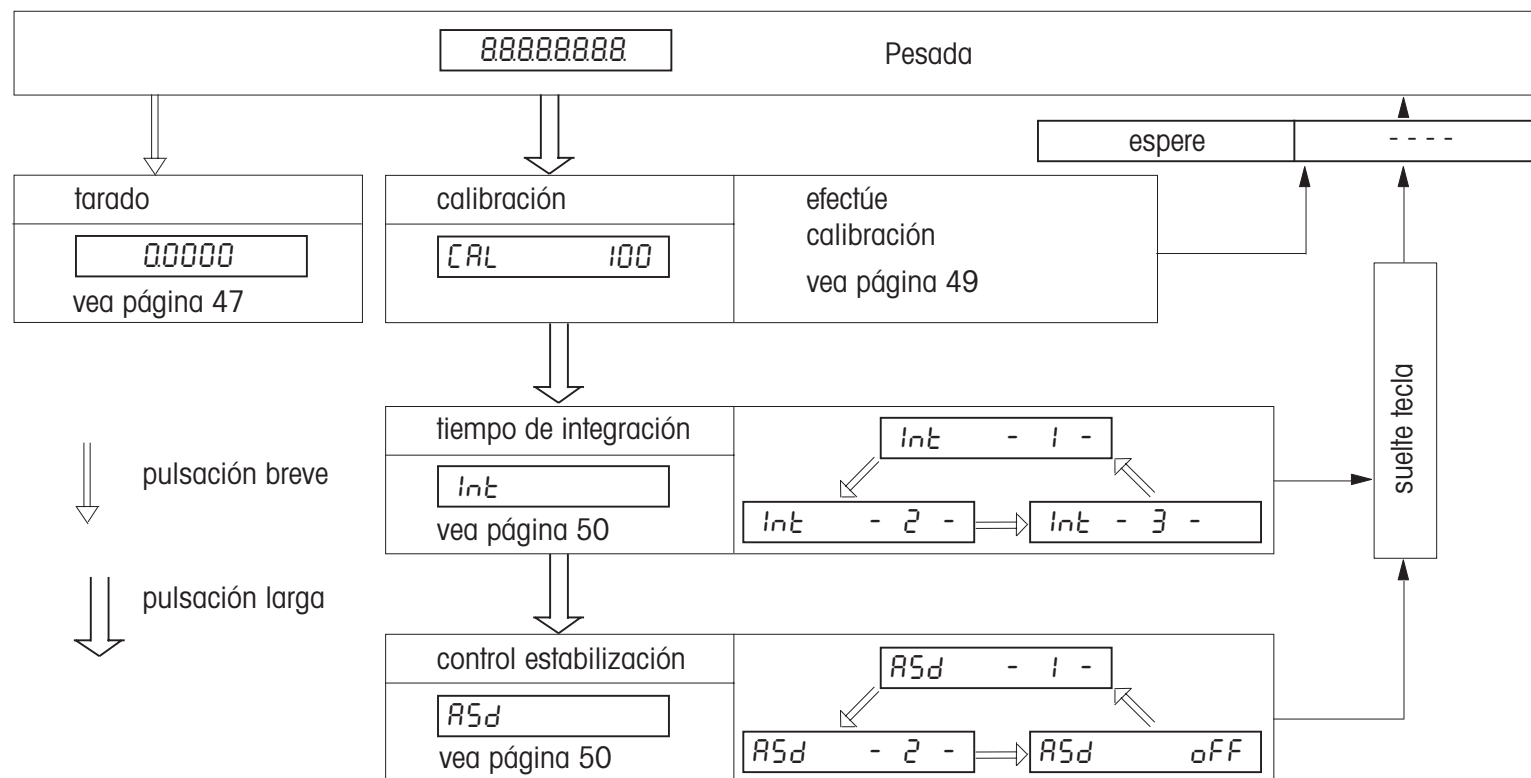 8.8.8.8.8.8.8.8. Pesada
espere - - - -
tarado
0.0000
vea página 47
calibración
CAL 100
efectúe
calibración
vea página 49
suelte tecla
tiempo de integración
Int
vea página 50
Int - 1 -
Int - 2 -
Int - 3 -
pulsación breve
pulsación larga
control estabilización
ASd
vea página 50
ASd - 1 -
ASd - 2 -
ASd oFF